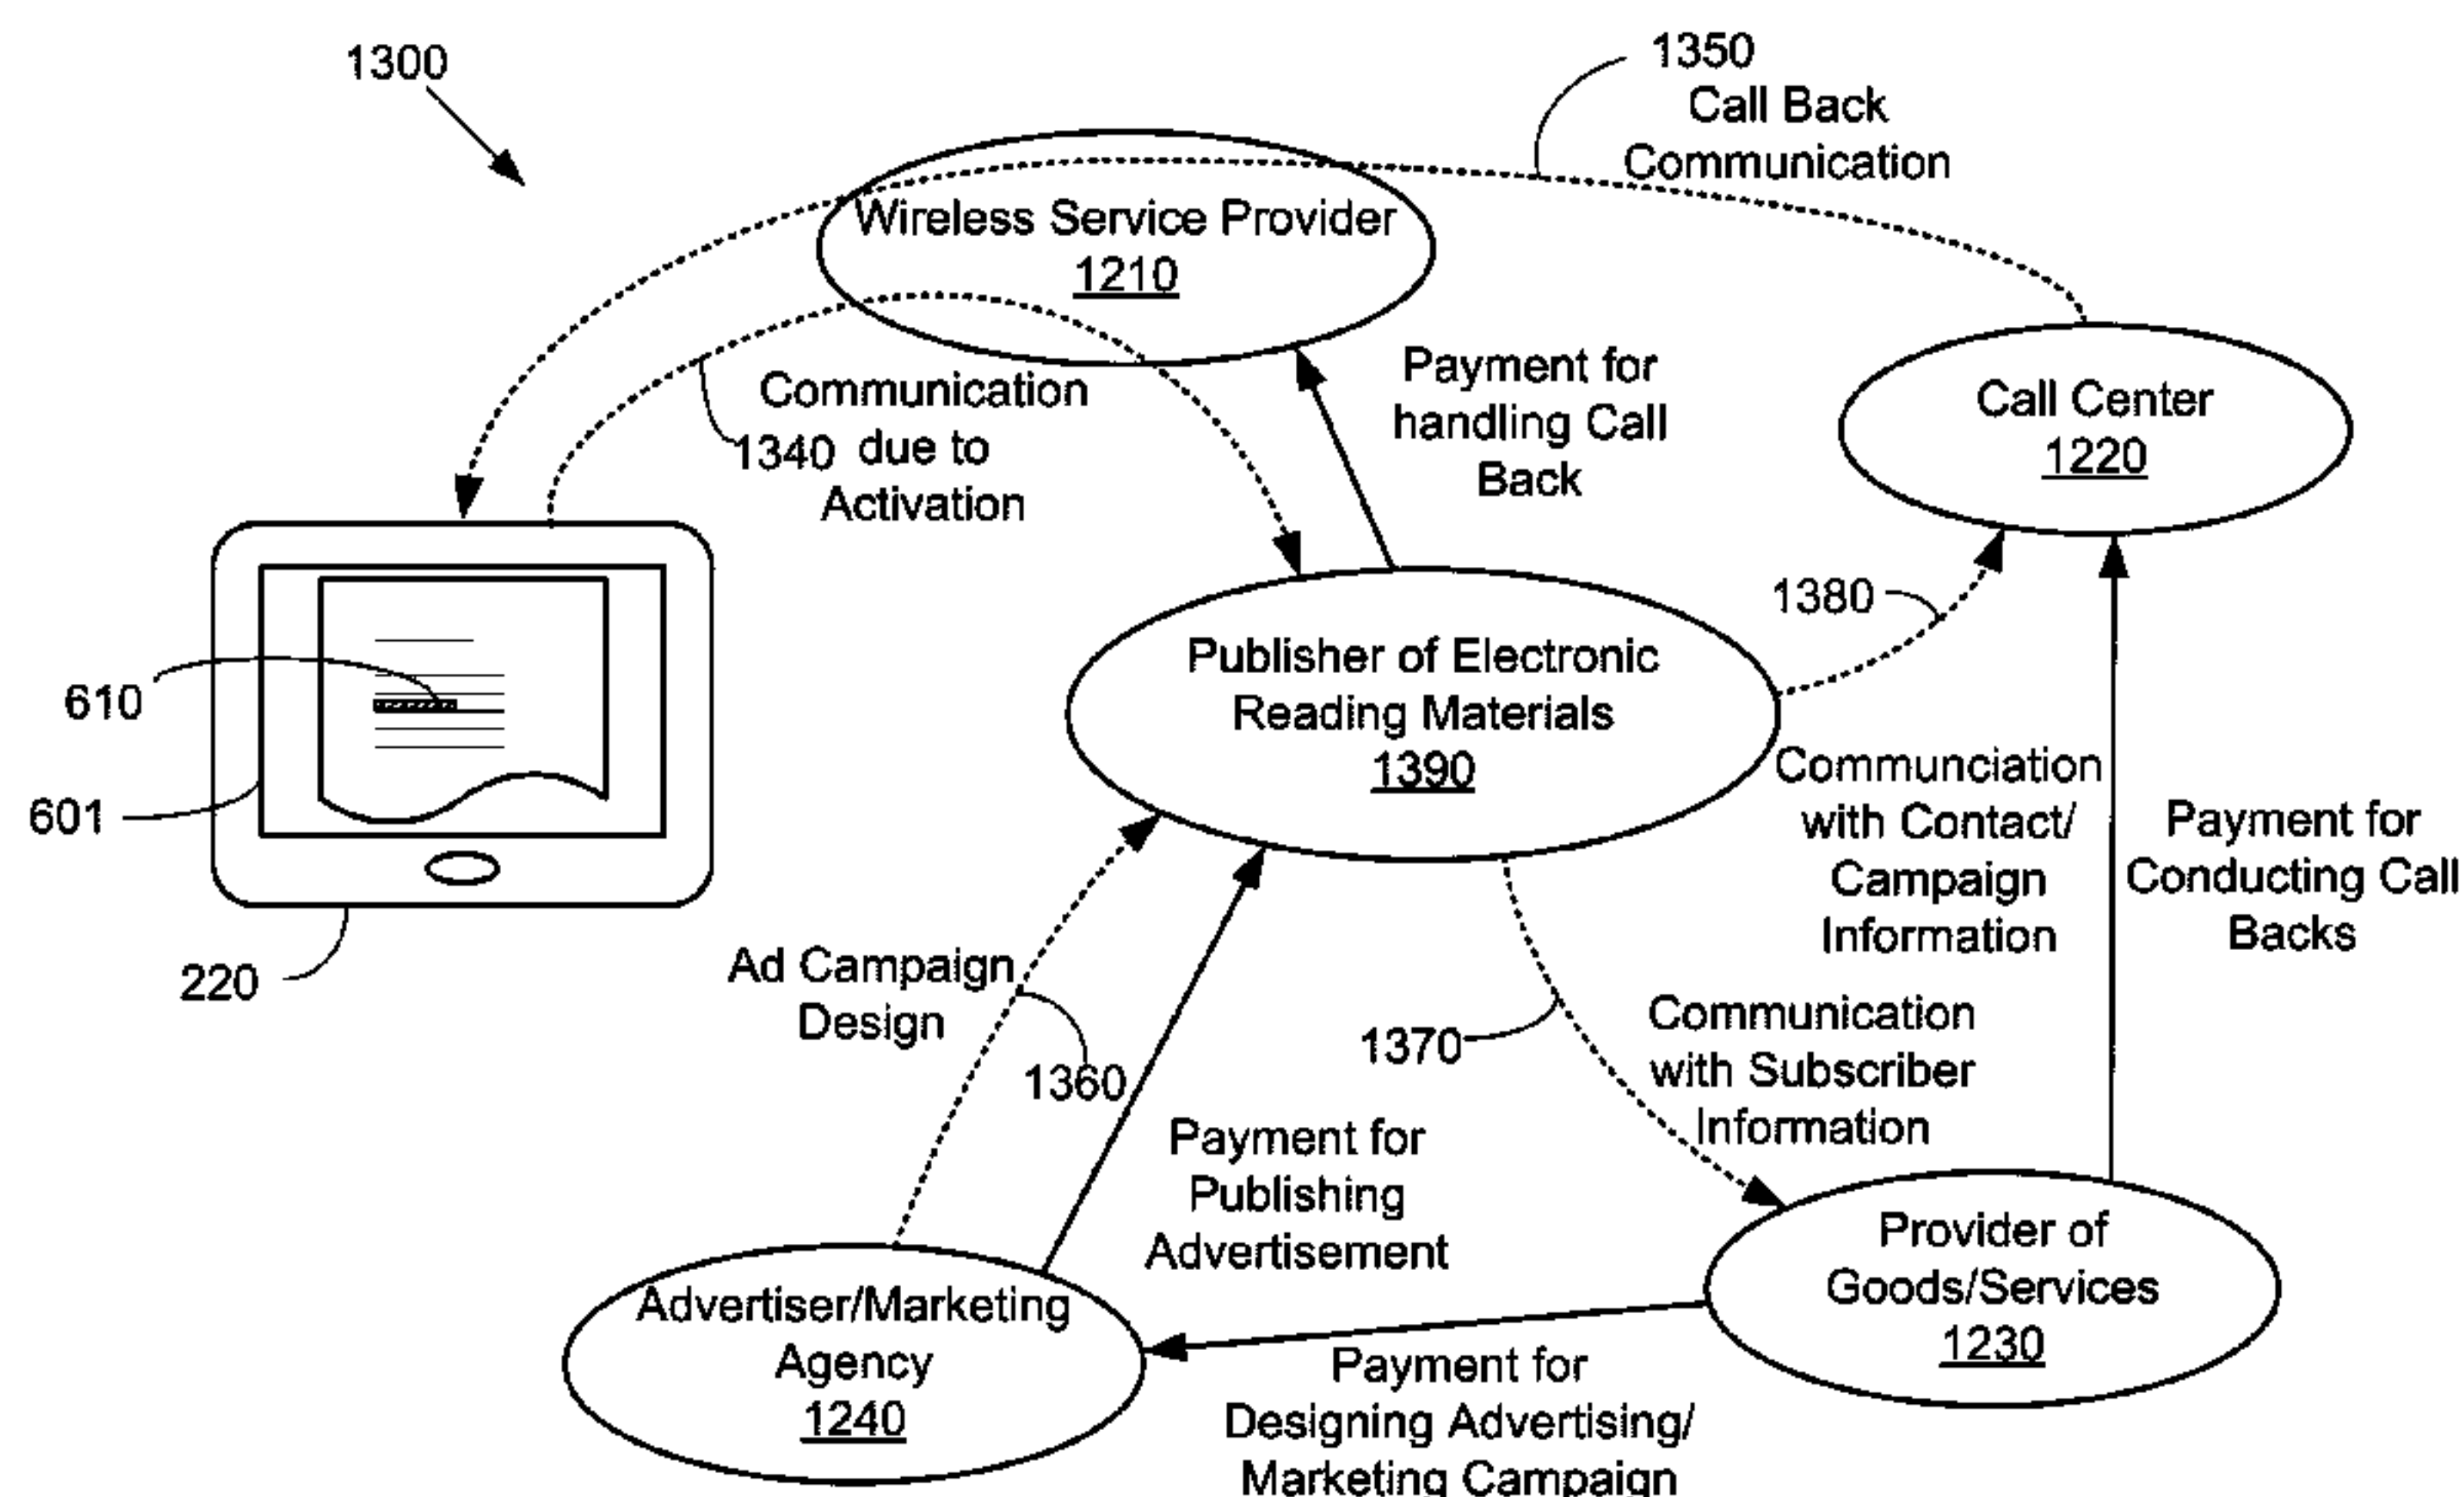 1300
1350
Call Back
Communication
Wireless Service Provider
1210
Communication
1340 due to
Activation
Payment for
handling Call
Back
Call Center
1220
610
601
220
Publisher of Electronic
Reading Materials
1390
1380
Communciation
with Contact/
Campaign
Information
Payment for
Conducting Call
Backs
Ad Campaign
Design
1360
1370
Communication
with Subscriber
Information
Payment for
Publishing
Advertisement
Advertiser/Marketing
Agency
1240
Provider of
Goods/Services
1230
Payment for
Designing Advertising/
Marketing Campaign